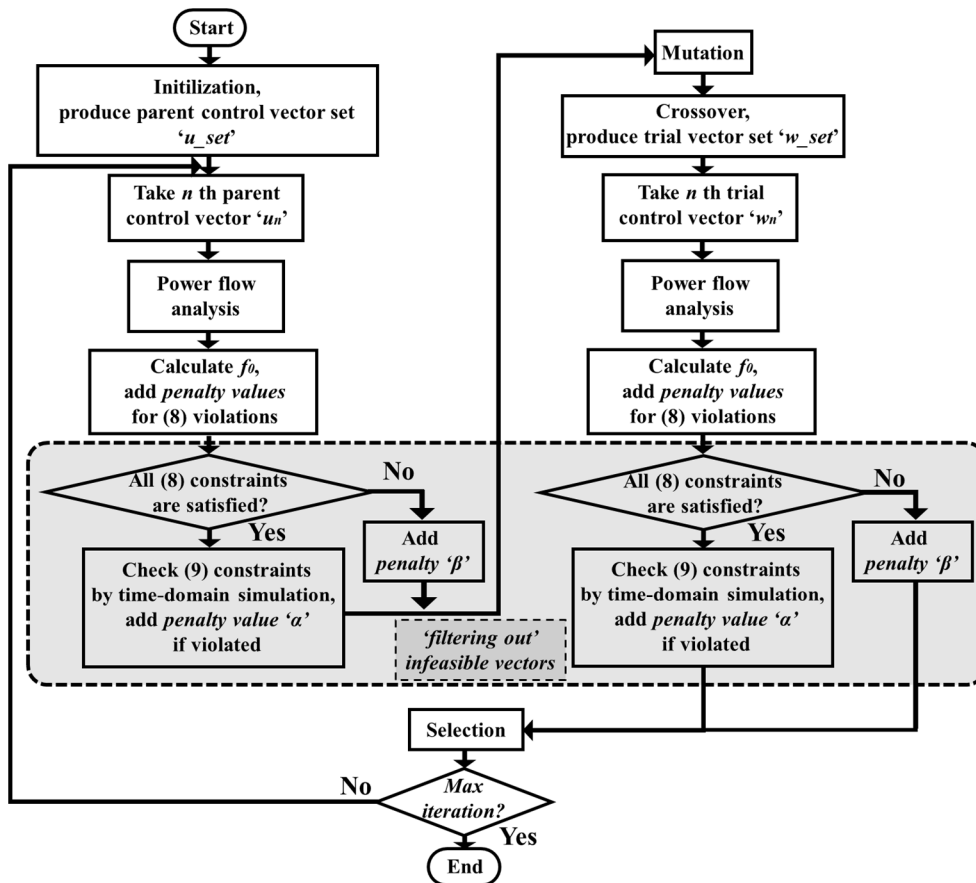 Start
Initilization,
produce parent control vector set
‘u_set’
Take n th parent
control vector ‘un’
Power flow
analysis
Calculate f0,
add penalty values
for (8) violations
All (8) constraints
are satisfied?
No
Yes
Add
penalty ‘β’
Check (9) constraints
by time-domain simulation,
add penalty value ‘α’
if violated
‘filtering out’
infeasible vectors
Mutation
Crossover,
produce trial vector set ‘w_set’
Take n th trial
control vector ‘wn’
Power flow
analysis
Calculate f0,
add penalty values
for (8) violations
All (8) constraints
are satisfied?
No
Yes
Add
penalty ‘β’
Check (9) constraints
by time-domain simulation,
add penalty value ‘α’
if violated
Selection
Max
iteration?
No
Yes
End